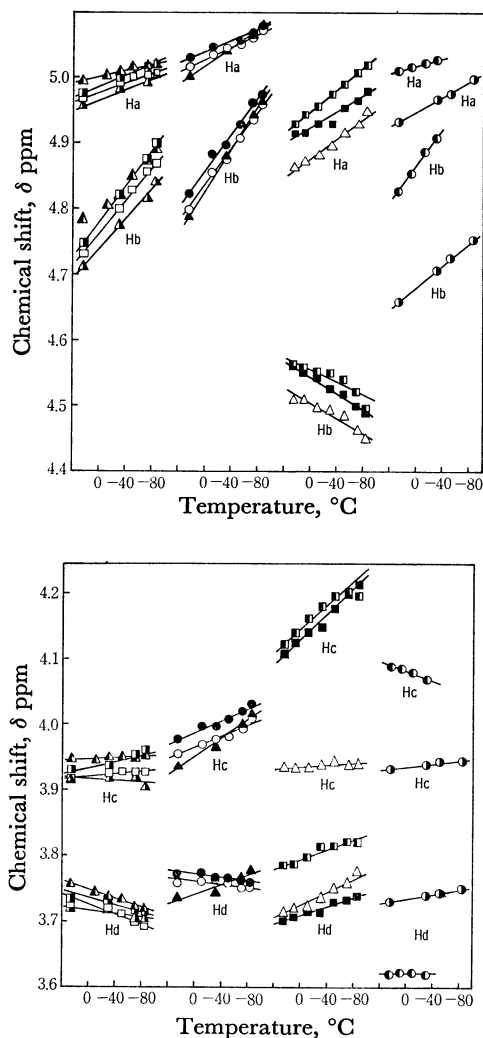 Chemical shift, δ ppm
5.0
4.9
4.8
4.7
4.6
4.5
4.4
Ha
Hb
Hb
Ha
Hb
Ha
Hb
Hb
0 -40 -80 0 -40 -80 0 -40 -80 0 -40 -80
Temperature, °C
Chemical shift, δ ppm
4.2
4.1
4.0
3.9
3.8
3.7
3.6
Hc
Hd
Hc
Hd
Hc
Hc
Hd
Hc
Hd
0 -40 -80 0 -40 -80 0 -40 -80 0 -40 -80
Temperature, °C